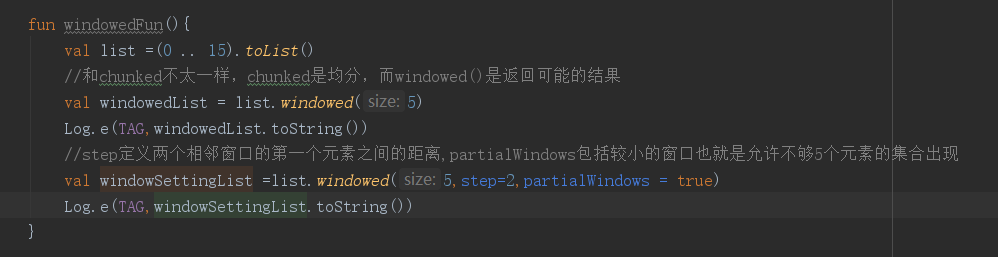 fun windowedFun(){
val list =(0 .. 15).toList()
//和chunked不太一样，chunked是均分，而windowed()是返回可能的结果
val windowedList = list.windowed( size: 5)
Log.e(TAG,windowedList.toString())
//step定义两个相邻窗口的第一个元素之间的距离,partialWindows包括较小的窗口也就是允许不够5个元素的集合出现
val windowSettingList =list.windowed( size: 5,step=2,partialWindows = true)
Log.e(TAG,windowSettingList.toString())
}